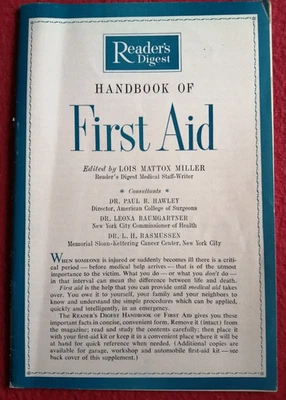 Reader's
Digest
HANDBOOK OF
First Aid
Edited by LOIS MATTOX MILLER
Reader's Digest Medical Staff-Writer
* Consultants *
DR. PAUL R. HAWLEY
Director, American College of Surgeons
DR. LEONA BAUMGARTNER
New York City Commissioner of Health
DR. L. H. RASMUSSEN
Memorial Sloan-Kettering Cancer Center, New York City
WHEN someone is injured or suddenly becomes ill there is a criti-
cal period — before medical help arrives — that is of the utmost
importance to the victim. What you do — or what you don't do —
in that interval can mean the difference between life and death.
First aid is the help that you can provide until medical aid takes
over. You owe it to yourself, your family and your neighbors to
know and understand the simple procedures which can be applied,
quickly and intelligently, in an emergency.
The READER'S DIGEST HANDBOOK OF FIRST AID gives you these
important facts in concise, convenient form. Remove it (intact) from
the magazine; read and study the contents carefully; then place it
with your first-aid kit or keep it in a convenient place where it will be
at hand for quick reference when needed. (Additional copies are
available for garage, workshop and automobile first-aid kit — see
back cover of this supplement.)